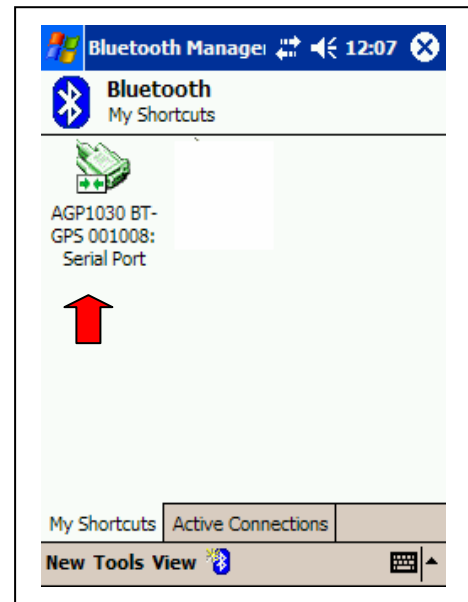 Bluetooth Manager 12:07
Bluetooth
My Shortcuts
AGP1030 BT-
GPS 001008:
Serial Port
My Shortcuts Active Connections
New Tools View